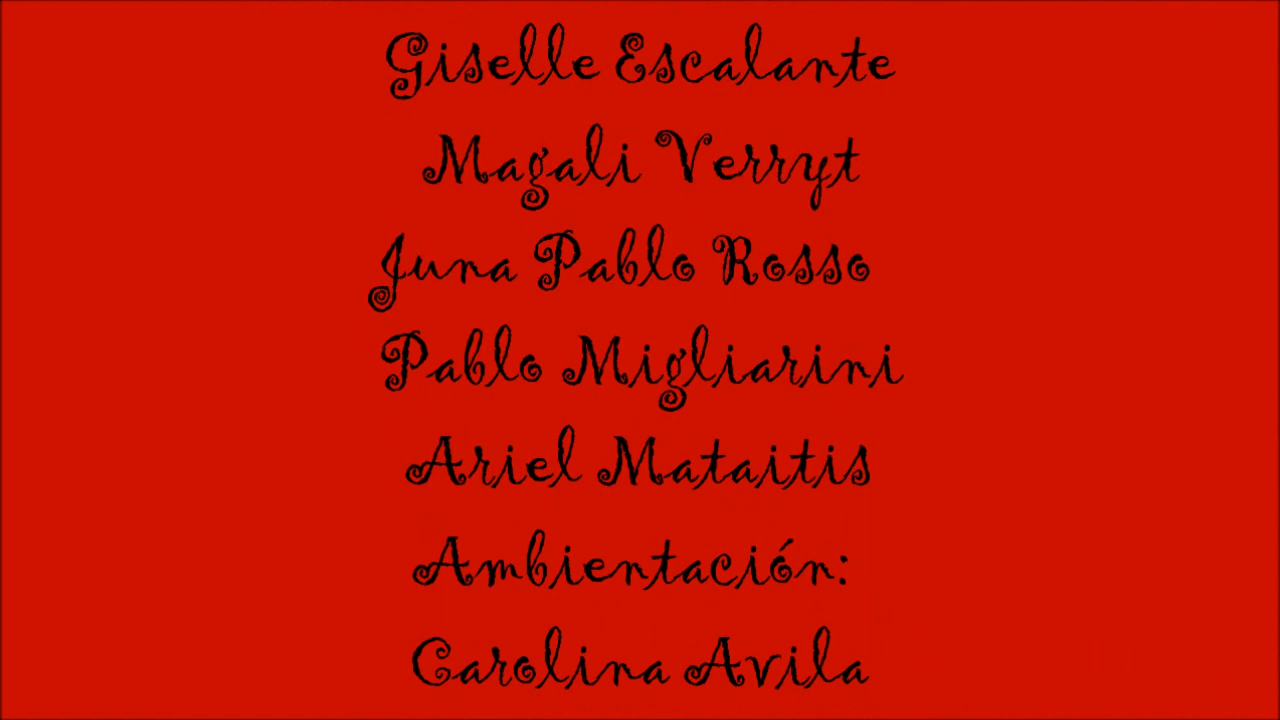 Giselle Escalante
Magali Verryt
Juna Pablo Rosso
Pablo Migliarini
Ariel Mataitis
Ambientación:
Carolina Avila